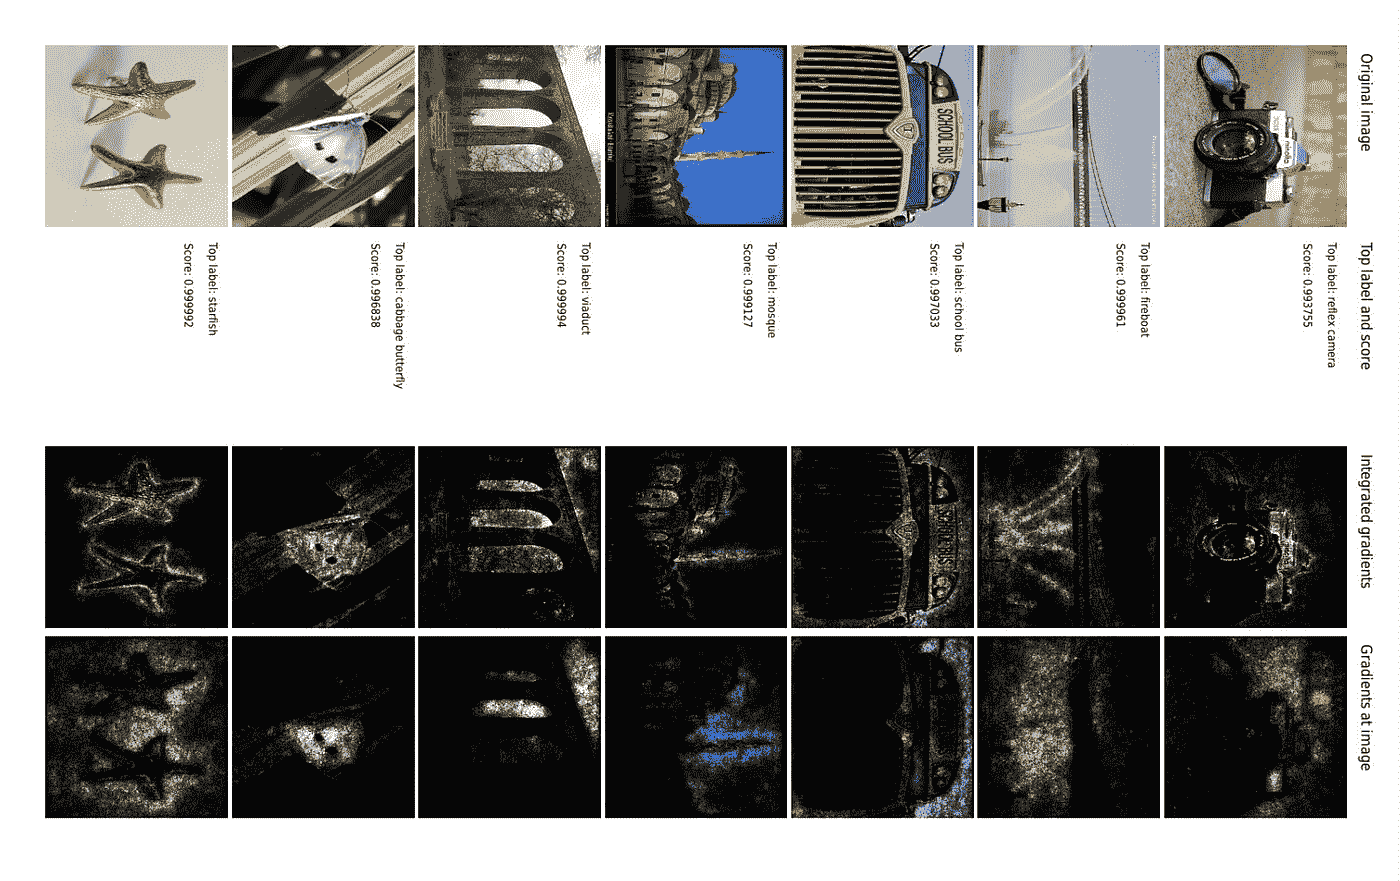 Original image
Top label and score
Integrated gradients
Gradients at image
Top label: reflex camera
Score: 0.993755
Top label: fireboat
Score: 0.999961
SCHOOL BUS
Top label: school bus
Score: 0.997033
Top label: mosque
Score: 0.999127
Top label: viaduct
Score: 0.999994
Top label: cabbage butterfly
Score: 0.996838
Top label: starfish
Score: 0.999992